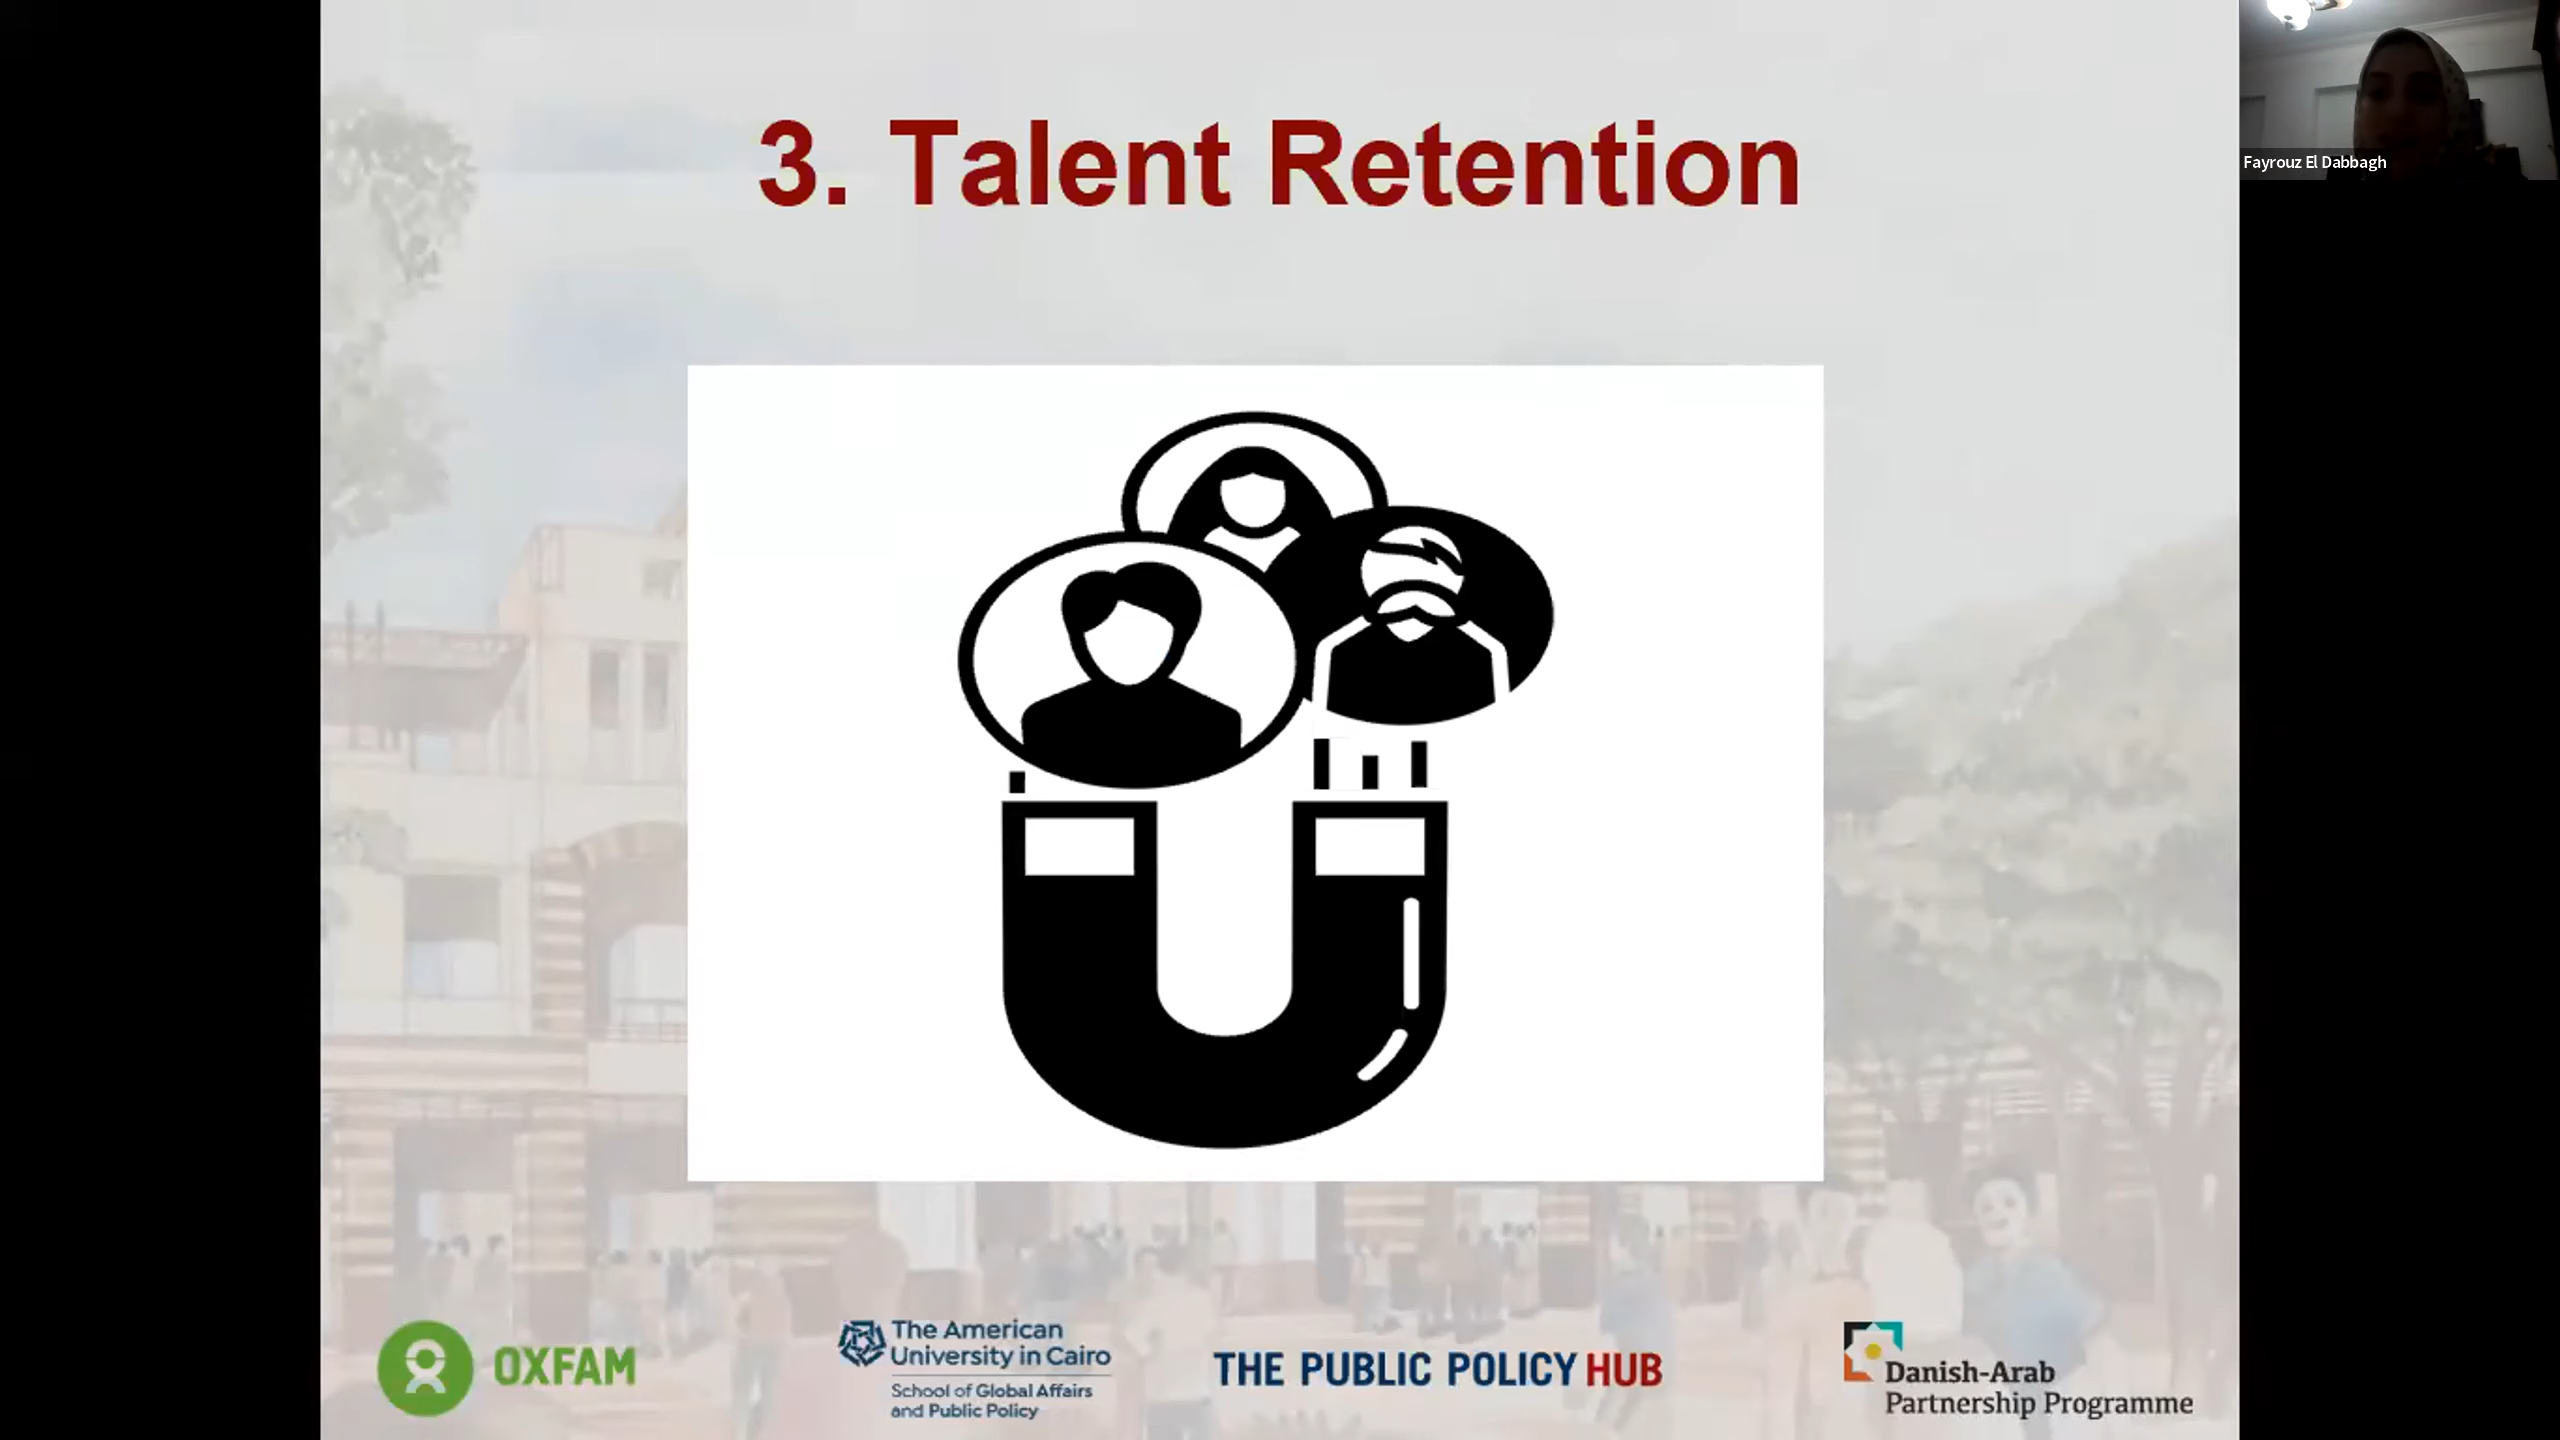 3. Talent Retention
Fayrouz El Dabbagh
OXFAM
The American
University in Cairo
School of Global Affairs
and Public Policy
THE PUBLIC POLICY HUB
Danish-Arab
Partnership Programme